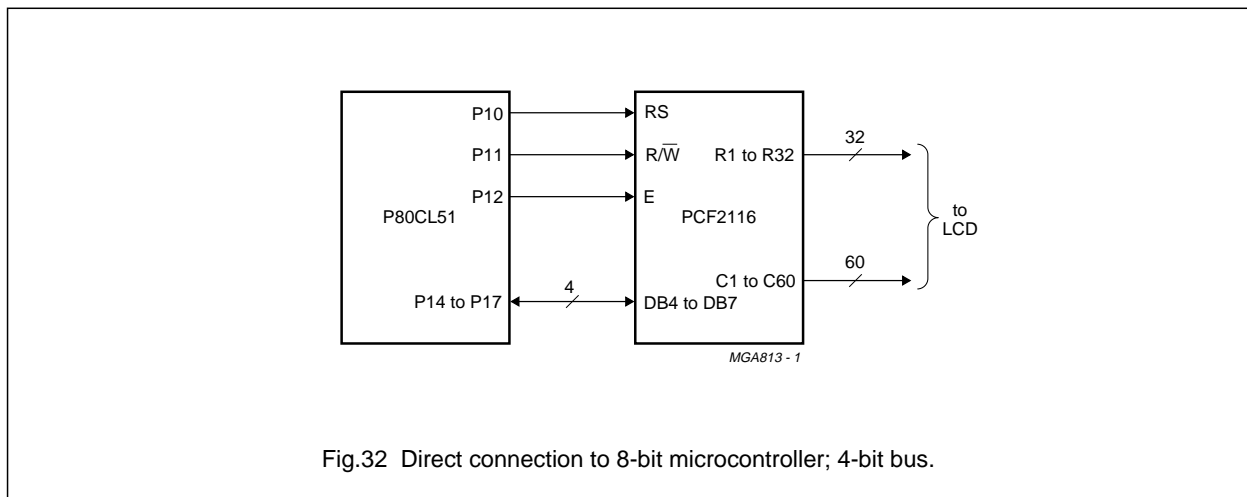 P10
RS
32
P11
R/W̅
R1 to R32
P12
E
P80CL51
PCF2116
to
LCD
60
C1 to C60
4
P14 to P17
DB4 to DB7
MGA813 - 1
Fig.32 Direct connection to 8-bit microcontroller; 4-bit bus.